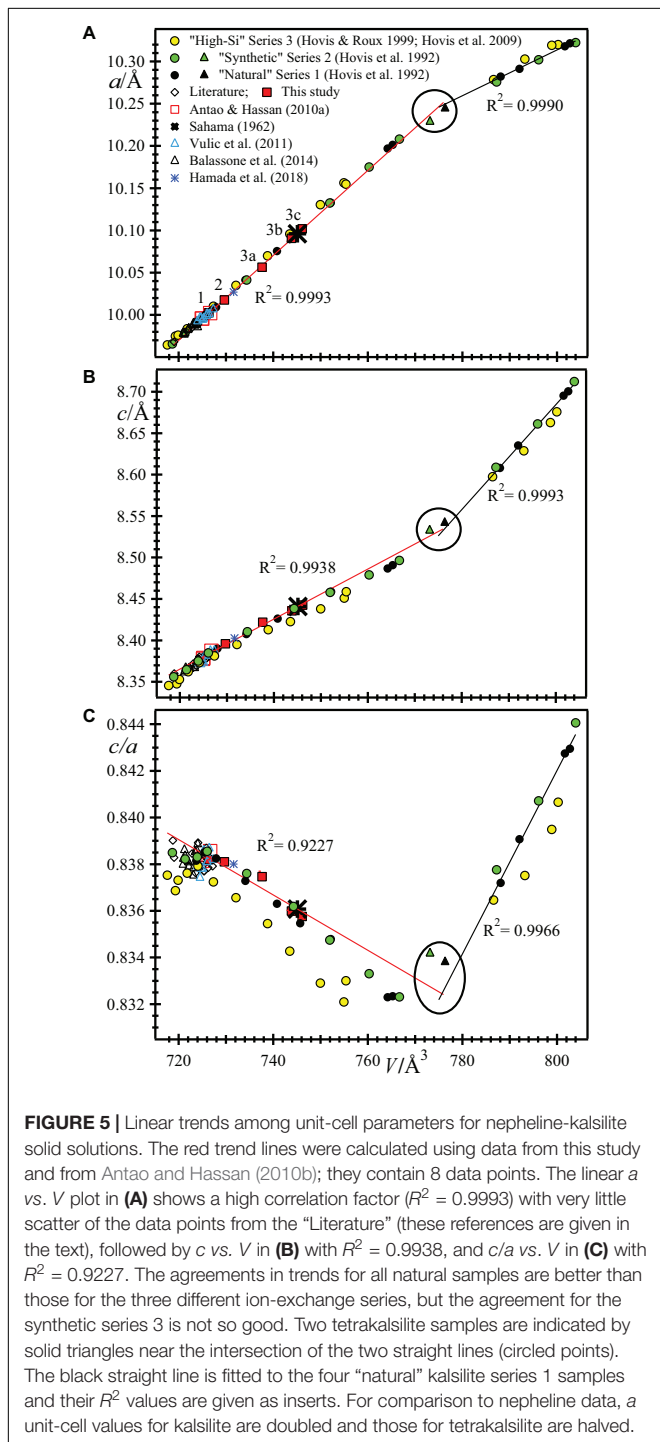 A
"High-Si" Series 3 (Hovis & Roux 1999; Hovis et al. 2009)
"Synthetic" Series 2 (Hovis et al. 1992)
"Natural" Series 1 (Hovis et al. 1992)
Literature; This study
Antao & Hassan (2010a)
Sahama (1962)
Vulic et al. (2011)
Balassone et al. (2014)
Hamada et al. (2018)
a/Å
10.30
10.25
10.20
10.15
10.10
10.05
10.00
R² = 0.9990
3c
3b
3a
2
1
R² = 0.9993
B
8.70
c/Å
8.65
8.60
8.55
8.50
8.45
8.40
8.35
R² = 0.9993
R² = 0.9938
C
0.844
c/a
0.842
0.840
0.838
0.836
0.834
0.832
R² = 0.9227
R² = 0.9966
720 740 760 V/Å³ 780 800
FIGURE 5 | Linear trends among unit-cell parameters for nepheline-kalsilite
solid solutions. The red trend lines were calculated using data from this study
and from Antao and Hassan (2010b); they contain 8 data points. The linear a
vs. V plot in (A) shows a high correlation factor (R² = 0.9993) with very little
scatter of the data points from the “Literature” (these references are given in
the text), followed by c vs. V in (B) with R² = 0.9938, and c/a vs. V in (C) with
R² = 0.9227. The agreements in trends for all natural samples are better than
those for the three different ion-exchange series, but the agreement for the
synthetic series 3 is not so good. Two tetrakalsilite samples are indicated by
solid triangles near the intersection of the two straight lines (circled points).
The black straight line is fitted to the four “natural” kalsilite series 1 samples
and their R² values are given as inserts. For comparison to nepheline data, a
unit-cell values for kalsilite are doubled and those for tetrakalsilite are halved.